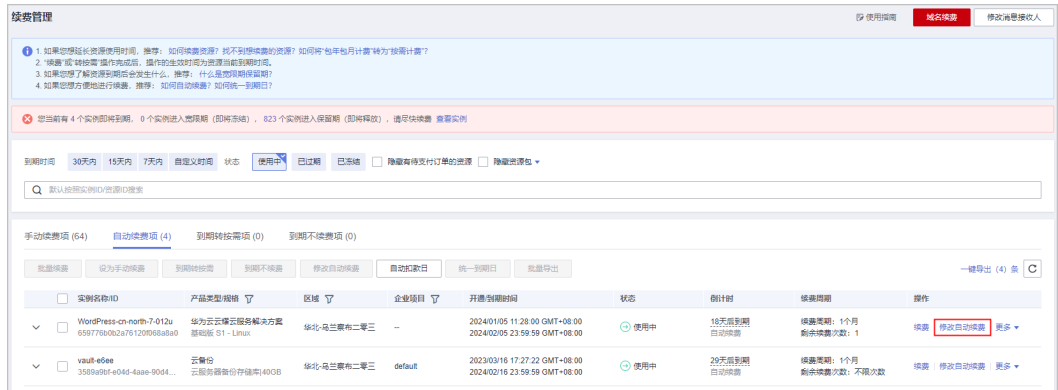 续费管理
使用指南
域名续费
修改消息接收人
1. 如果您想延长资源使用时间，推荐： 如何续费资源？找不到想续费的资源？如何将“包年包月计费”转为“按需计费”？
2. “续费”或“转按需”操作完成后，操作的生效时间为资源当前到期时间。
3. 如果您想了解资源到期后会发生什么，推荐： 什么是宽限期保留期？
4. 如果您想方便地进行续费，推荐： 如何自动续费？如何统一到期日？
您当前有 4 个实例即将到期， 0 个实例进入宽限期（即将冻结）， 823 个实例进入保留期（即将释放），请尽快续费 查看实例
到期时间 30天内 15天内 7天内 自定义时间 状态 使用中 已过期 已冻结 隐藏有待支付订单的资源 隐藏资源包
默认按照实例ID/资源ID搜索
手动续费项 (64) 自动续费项 (4) 到期转按需项 (0) 到期不续费项 (0)
批量续费 设为手动续费 到期转按需 到期不续费 修改自动续费 自动扣款日 统一到期日 批量导出 一键导出（4）条
实例名称/ID 产品类型/规格 区域 企业项目 开通/到期时间 状态 倒计时 续费周期 操作
WordPress-cn-north-7-012u 华为云云耀云服务解决方案 华北-乌兰察布二零三 -- 2024/01/05 11:28:00 GMT+08:00 使用中 18天后到期 续费周期：1个月 续费 修改自动续费 更多
659776b0b2a76120f068a8a0 基础版 S1 - Linux 2024/02/05 23:59:59 GMT+08:00 自动续费 剩余续费次数：1
vault-e6ee 云备份 华北-乌兰察布二零三 default 2023/03/16 17:27:22 GMT+08:00 使用中 29天后到期 续费周期：1个月 续费 修改自动续费 更多
3589a9bf-e04d-4aae-90d4... 云服务器备份存储库|40GB 2024/02/16 23:59:59 GMT+08:00 自动续费 剩余续费次数：不限次数